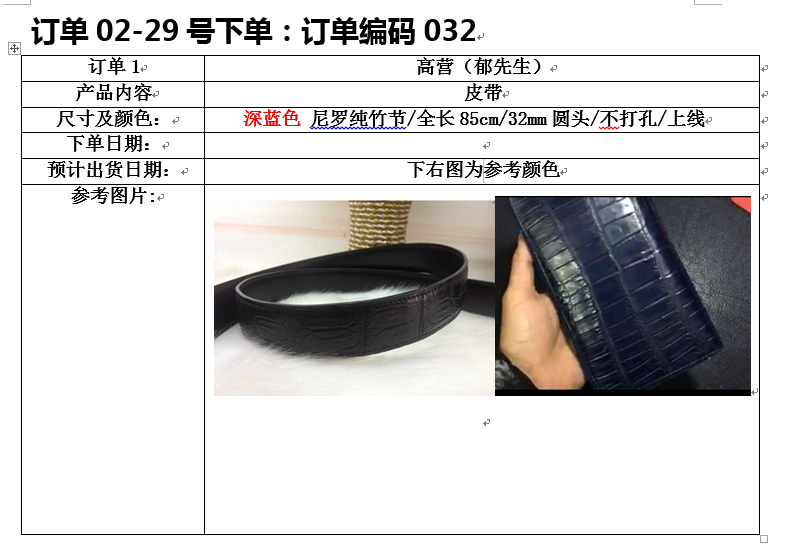 订单 02-29 号下单：订单编码 032
订单 1
高营（郁先生）
产品内容
皮带
尺寸及颜色：
深蓝色 尼罗纯竹节/全长 85cm/32mm 圆头/不打孔/上线
下单日期：
预计出货日期：
下右图为参考颜色
参考图片: